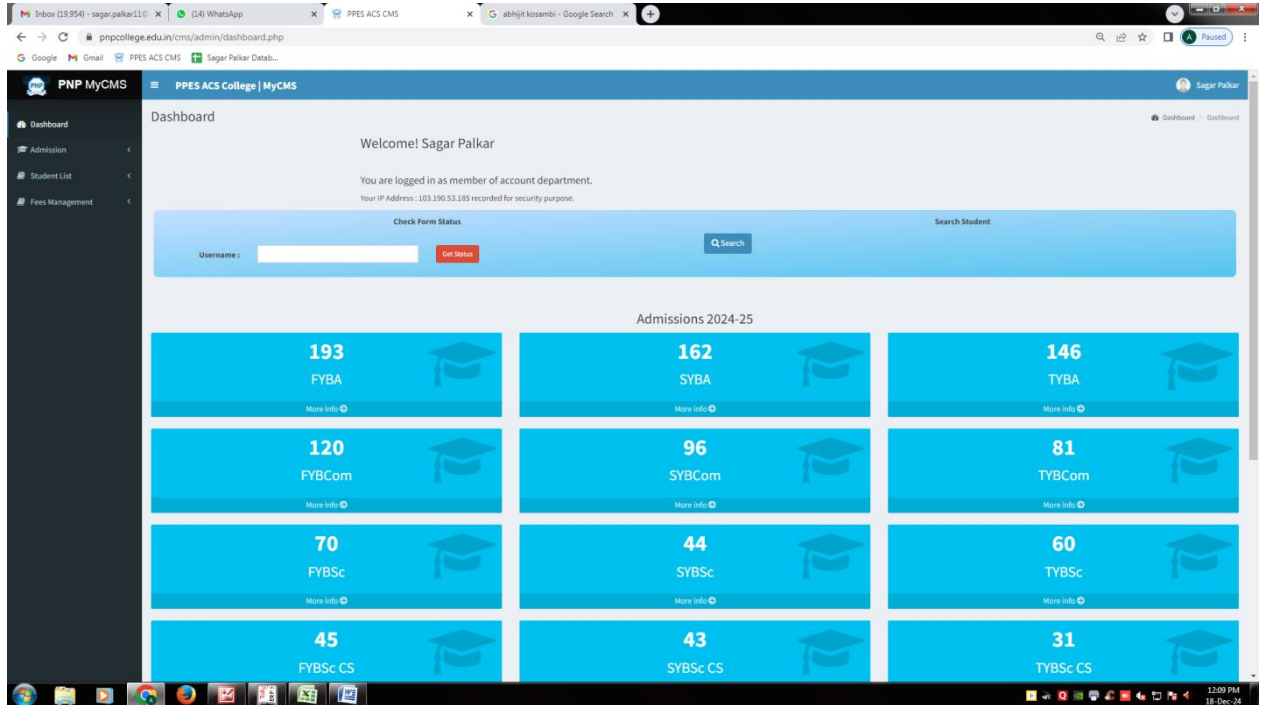 Inbox (19,954) - sagar.palkar11@
(14) WhatsApp
PPES ACS CMS
abhijit kosambi - Google Search
pnpcollege.edu.in/cms/admin/dashboard.php
A Paused
Google
Gmail
PPES ACS CMS
Sagar Palkar Datab...
PNP MyCMS
PPES ACS College | MyCMS
Sagar Palkar
Dashboard
Admission
Student List
Fees Management
Dashboard
Dashboard / Dashboard
Welcome! Sagar Palkar
You are logged in as member of account department.
Your IP Address : 103.190.53.185 recorded for security purpose.
Check Form Status
Search Student
Username :
Get Status
Search
Admissions 2024-25
193
FYBA
More info
162
SYBA
More info
146
TYBA
More info
120
FYBCom
More info
96
SYBCom
More info
81
TYBCom
More info
70
FYBSc
More info
44
SYBSc
More info
60
TYBSc
More info
45
FYBSc CS
43
SYBSc CS
31
TYBSc CS
12:09 PM
18-Dec-24